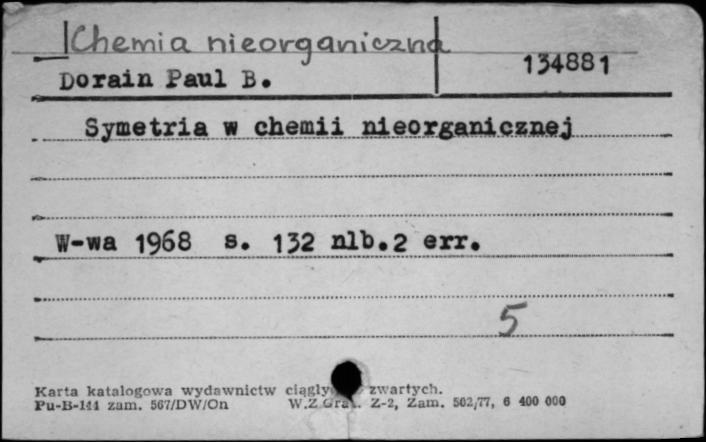 Chemia nieorganiczna
Dorain Paul B.
134881
Symetria w chemii nieorganicznej
W-wa 1968 s. 132 nlb.2 err.
5
Karta katalogowa wydawnictw zwartych.
Pu-B-144 zam. 567/DW/On W.Z.Graf. Z-2, Zam. 502/77, 6 400 000